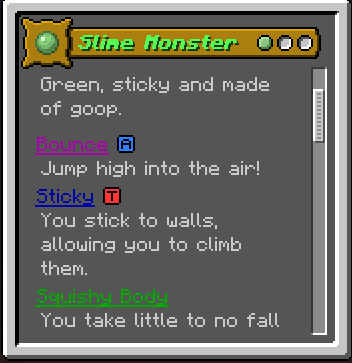 Slime Monster
Green, sticky and made
of goop.
Bounce A
Jump high into the air!
Sticky T
You stick to walls,
allowing you to climb
them.
Squishy Body
You take little to no fall